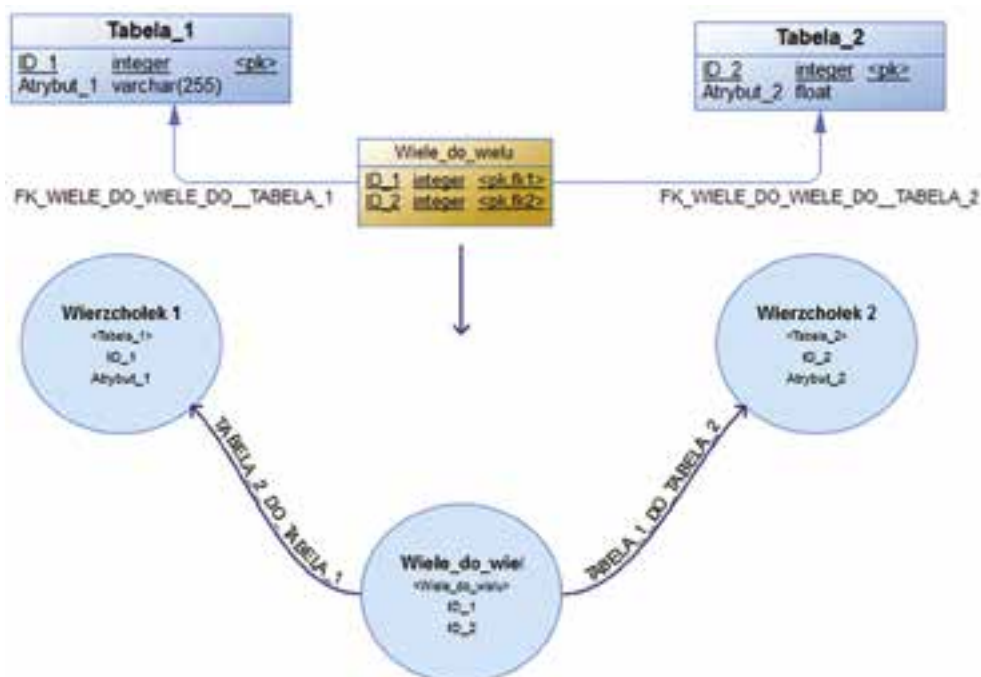 Tabela_1
ID_1 integer <pk>
Atrybut_1 varchar(255)
Tabela_2
ID_2 integer <pk>
Atrybut_2 float
Wiele_do_wielu
ID_1 integer <pk,fk1>
ID_2 integer <pk,fk2>
FK_WIELE_DO_WIELE_DO__TABELA_1
FK_WIELE_DO_WIELE_DO__TABELA_2
Wierzchołek 1
<Tabela_1>
ID_1
Atrybut_1
Wierzchołek 2
<Tabela_2>
ID_2
Atrybut_2
TABELA_2_DO_TABELA_1
TABELA_1_DO_TABELA_2
Wiele_do_wiel
<Wiele_do_wielu>
ID_1
ID_2